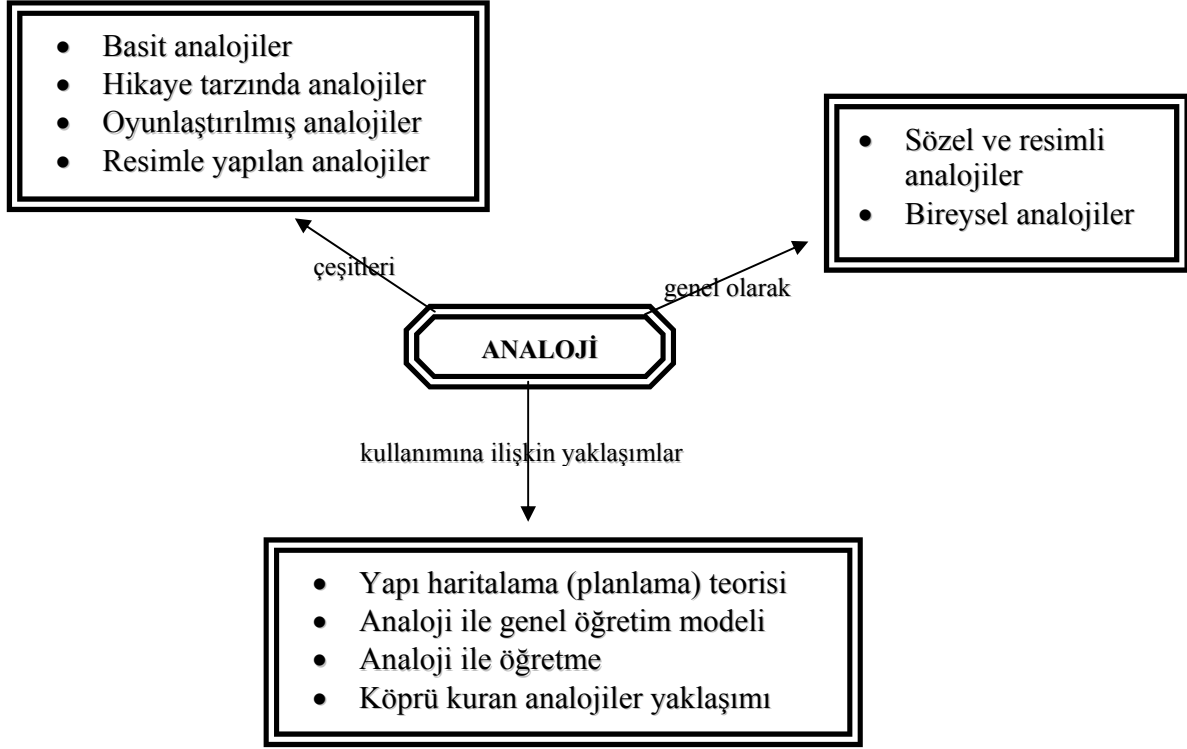 • Basit analojiler
• Hikaye tarzında analojiler
• Oyunlaştırılmış analojiler
• Resimle yapılan analojiler
• Sözel ve resimli
analojiler
• Bireysel analojiler
çeşitleri
genel olarak
ANALOJİ
kullanımına ilişkin yaklaşımlar
• Yapı haritalama (planlama) teorisi
• Analoji ile genel öğretim modeli
• Analoji ile öğretme
• Köprü kuran analojiler yaklaşımı